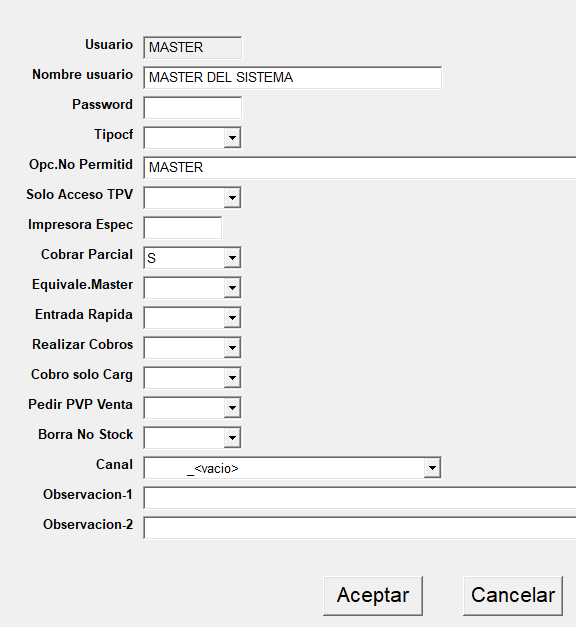 Usuario MASTER
Nombre usuario MASTER DEL SISTEMA
Password
Tipocf
Opc.No Permitid MASTER
Solo Acceso TPV
Impresora Espec
Cobrar Parcial S
Equivale.Master
Entrada Rapida
Realizar Cobros
Cobro solo Carg
Pedir PVP Venta
Borra No Stock
Canal _<vacio>
Observacion-1
Observacion-2
Aceptar Cancelar